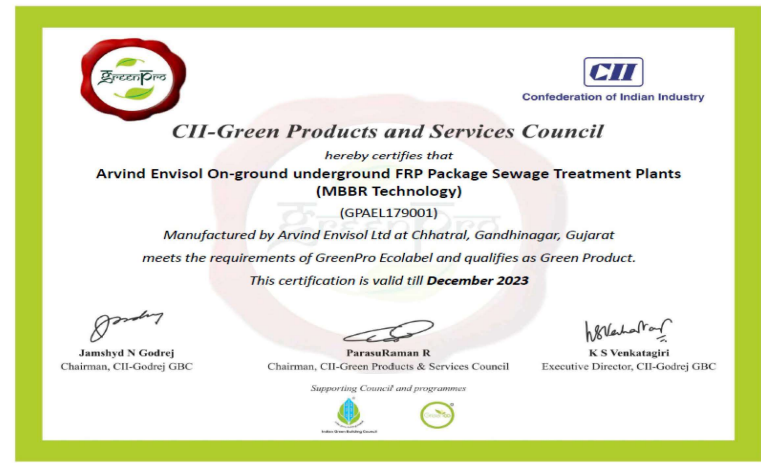 GreenPro
CII
Confederation of Indian Industry
CII-Green Products and Services Council
hereby certifies that
Arvind Envisol On-ground underground FRP Package Sewage Treatment Plants
(MBBR Technology)
(GPAEL179001)
Manufactured by Arvind Envisol Ltd at Chhatral, Gandhinagar, Gujarat
meets the requirements of GreenPro Ecolabel and qualifies as Green Product.
This certification is valid till December 2023
Jamshyd N Godrej
Chairman, CII-Godrej GBC
ParasuRaman R
Chairman, CII-Green Products & Services Council
K S Venkatagiri
Executive Director, CII-Godrej GBC
Supporting Council and programmes
Indian Green Building Council